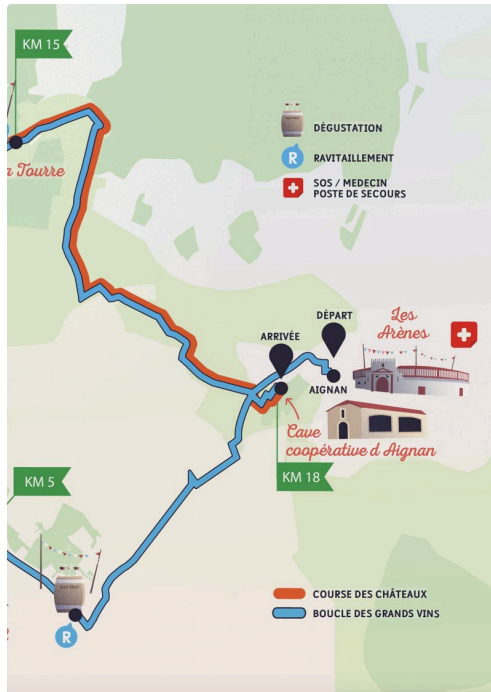 KM 15
DÉGUSTATION
R
RAVITAILLEMENT
a Tourre
SOS / MEDECIN
POSTE DE SECOURS
Les
Arènes
DÉPART
ARRIVÉE
AIGNAN
Cave
coopérative d Aignan
KM 5
KM 18
R
COURSE DES CHÂTEAUX
BOUCLE DES GRANDS VINS